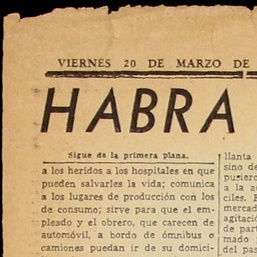 VIERNES 20 DE MARZO DE
HABRA
Sigue de la primera plana.
a los heridos a los hospitales en que
pueden salvarles la vida; comunica
a los lugares de producción con los
de consumo; sirve para que el em-
pleado y el obrero, que carecen de
automóvil, a bordo de ómnibus o
camiones puedan ir de su domici-
llanta
sino de
a la
ciles. E
mercad
agitació
de part
mado
del pas